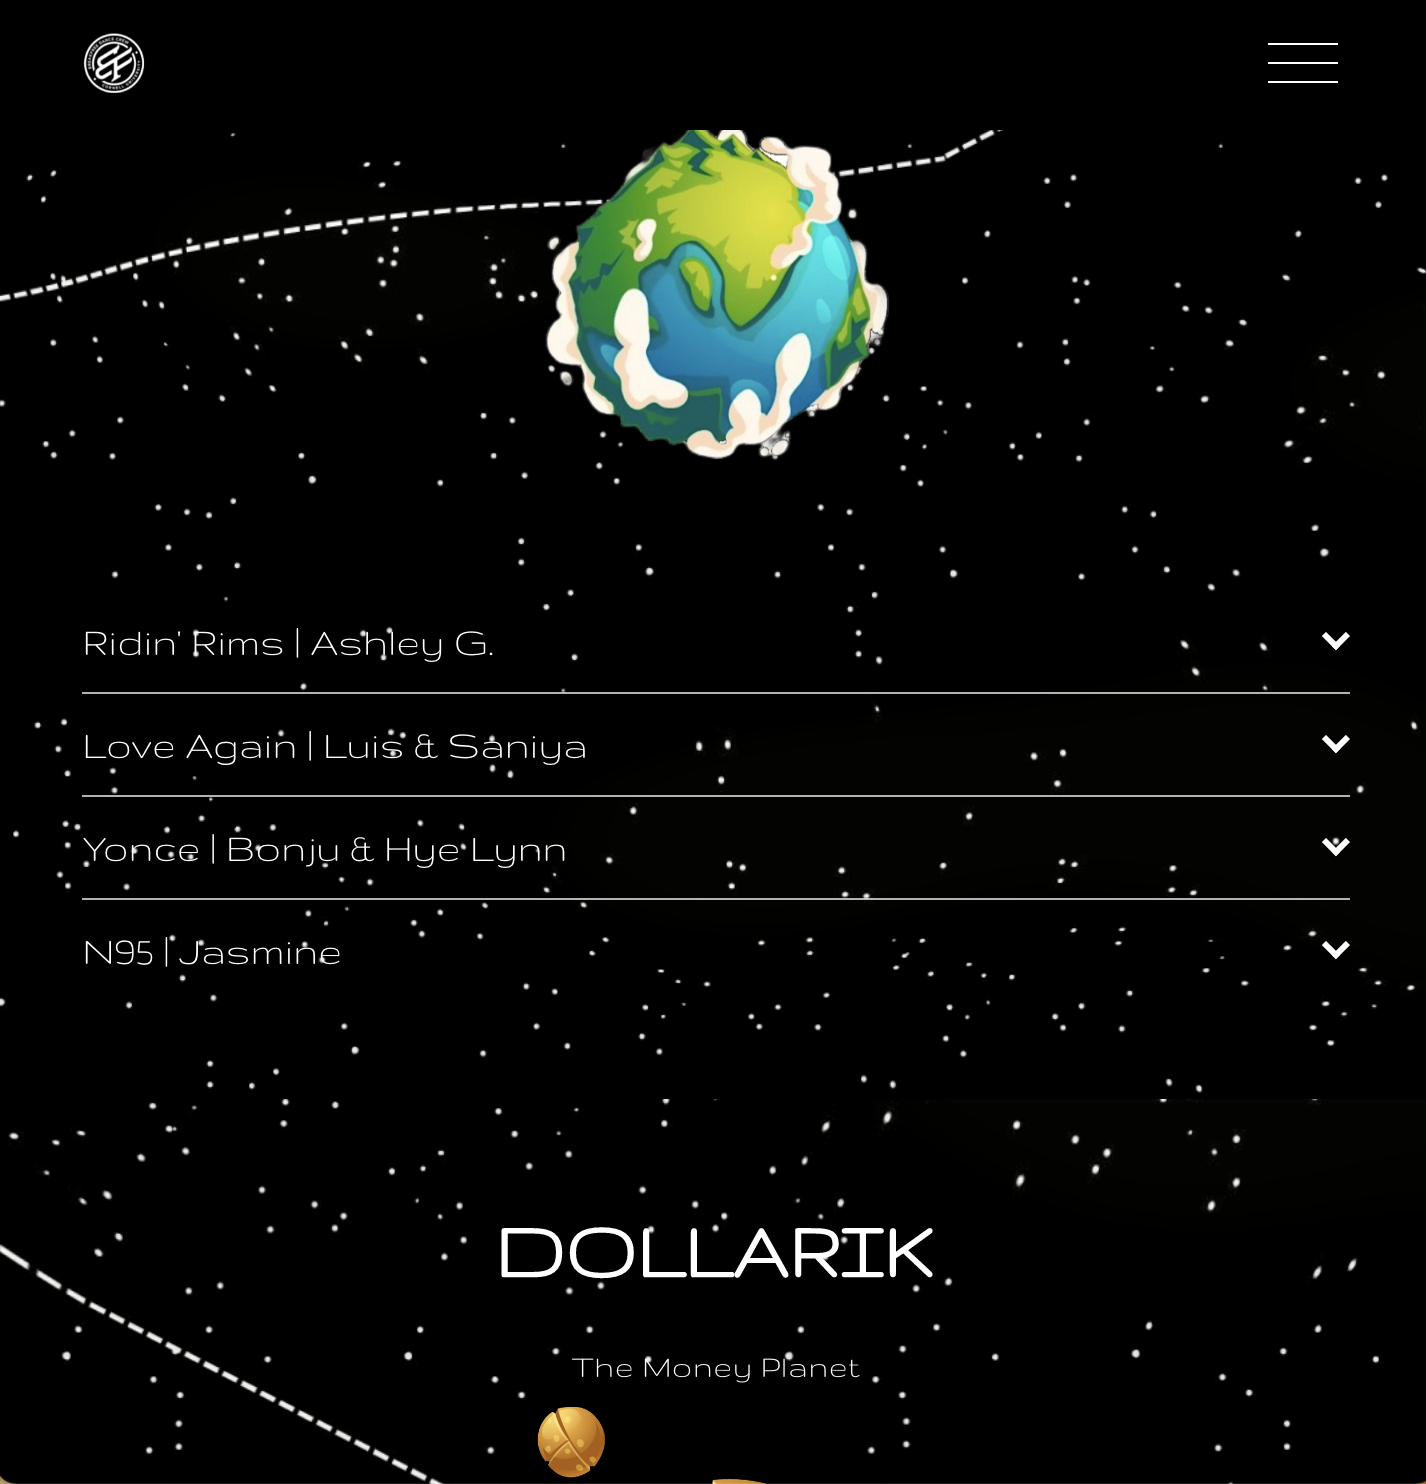 Ridin' Rims | Ashley G.
Love Again | Luis & Saniya
Yonce | Bonju & Hye Lynn
N95 | Jasmine
DOLLARIK
The Money Planet